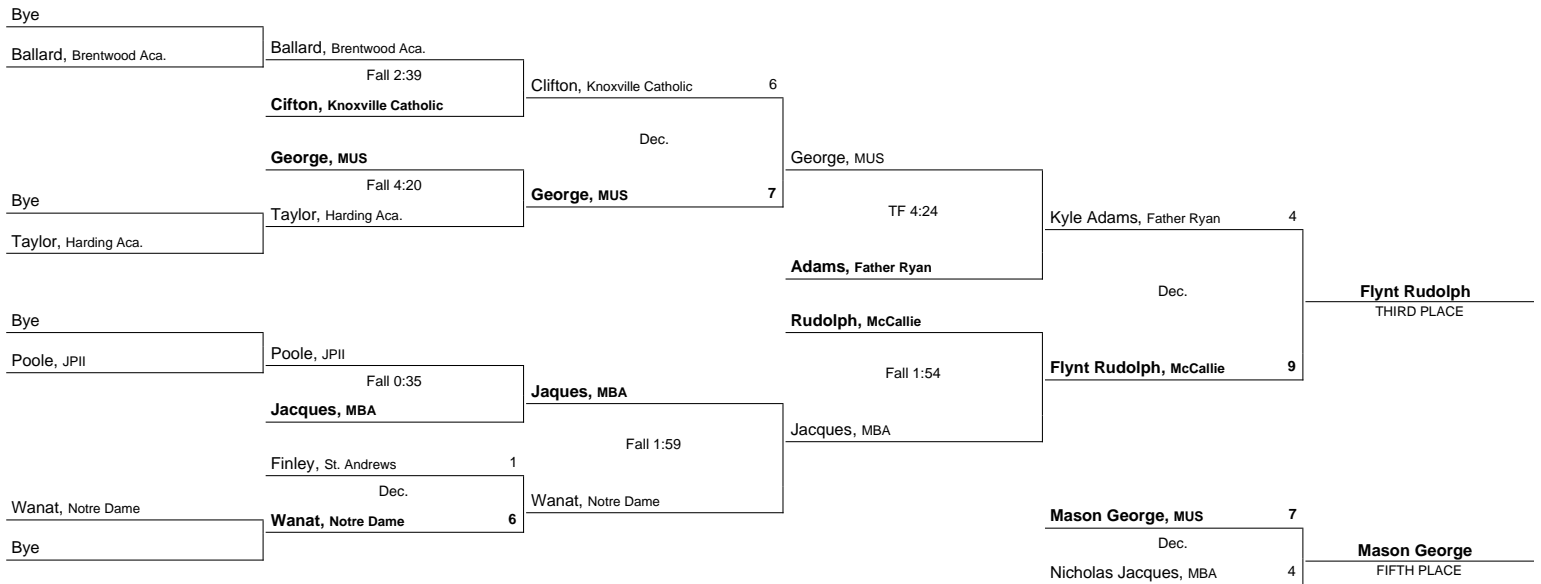 Bye
Ballard, Brentwood Aca.
Ballard, Brentwood Aca.
Fall 2:39
Cifton, Knoxville Catholic
Clifton, Knoxville Catholic 6
Dec.
George, MUS
Fall 4:20
George, MUS 7
George, MUS
Bye
Taylor, Harding Aca.
Taylor, Harding Aca.
TF 4:24
Kyle Adams, Father Ryan 4
Adams, Father Ryan
Dec.
Flynt Rudolph
THIRD PLACE
Bye
Poole, JPII
Poole, JPII
Fall 0:35
Jacques, MBA
Jaques, MBA
Rudolph, McCallie
Fall 1:54
Flynt Rudolph, McCallie 9
Fall 1:59
Jacques, MBA
Finley, St. Andrews 1
Dec.
Wanat, Notre Dame
Wanat, Notre Dame 6
Wanat, Notre Dame
Bye
Mason George, MUS 7
Dec.
Nicholas Jacques, MBA 4
Mason George
FIFTH PLACE